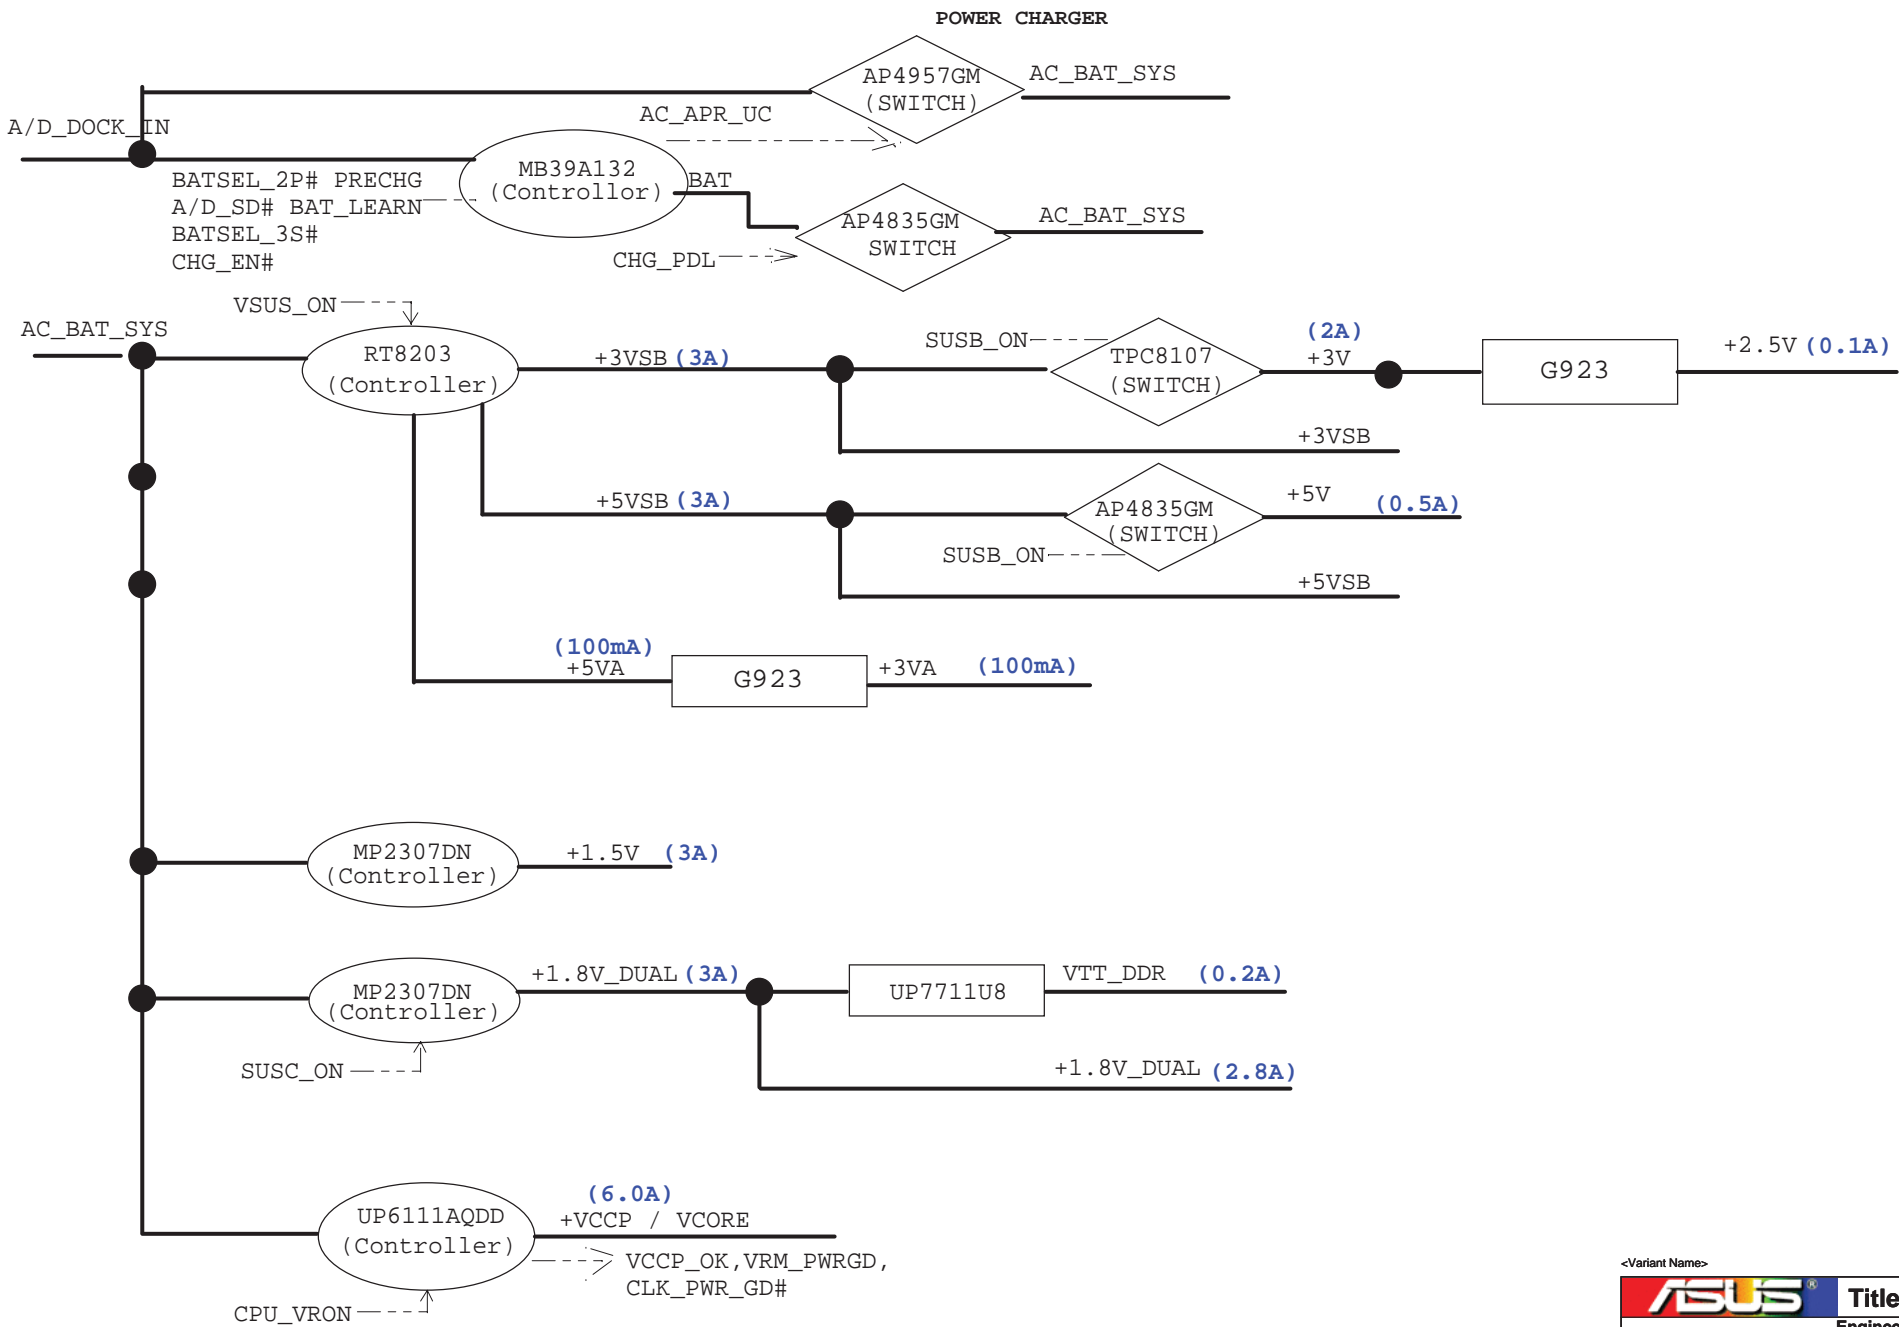 POWER CHARGER
AP4957GM
(SWITCH)
AC_BAT_SYS
A/D_DOCK_IN
AC_APR_UC
MB39A132
(Controllor)
BATSEL_2P# PRECHG
A/D_SD# BAT_LEARN
BATSEL_3S#
CHG_EN#
BAT
AP4835GM
SWITCH
AC_BAT_SYS
CHG_PDL
VSUS_ON
AC_BAT_SYS
RT8203
(Controller)
+3VSB (3A)
SUSB_ON
TPC8107
(SWITCH)
(2A)
+3V
G923
+2.5V (0.1A)
+3VSB
+5VSB (3A)
AP4835GM
(SWITCH)
+5V
(0.5A)
SUSB_ON
+5VSB
(100mA)
+5VA
G923
+3VA (100mA)
MP2307DN
(Controller)
+1.5V (3A)
MP2307DN
(Controller)
+1.8V_DUAL (3A)
UP7711U8
VTT_DDR (0.2A)
SUSC_ON
+1.8V_DUAL (2.8A)
UP6111AQDD
(Controller)
(6.0A)
+VCCP / VCORE
VCCP_OK,VRM_PWRGD,
CLK_PWR_GD#
CPU_VRON
<Variant Name>
ASUS®
Title